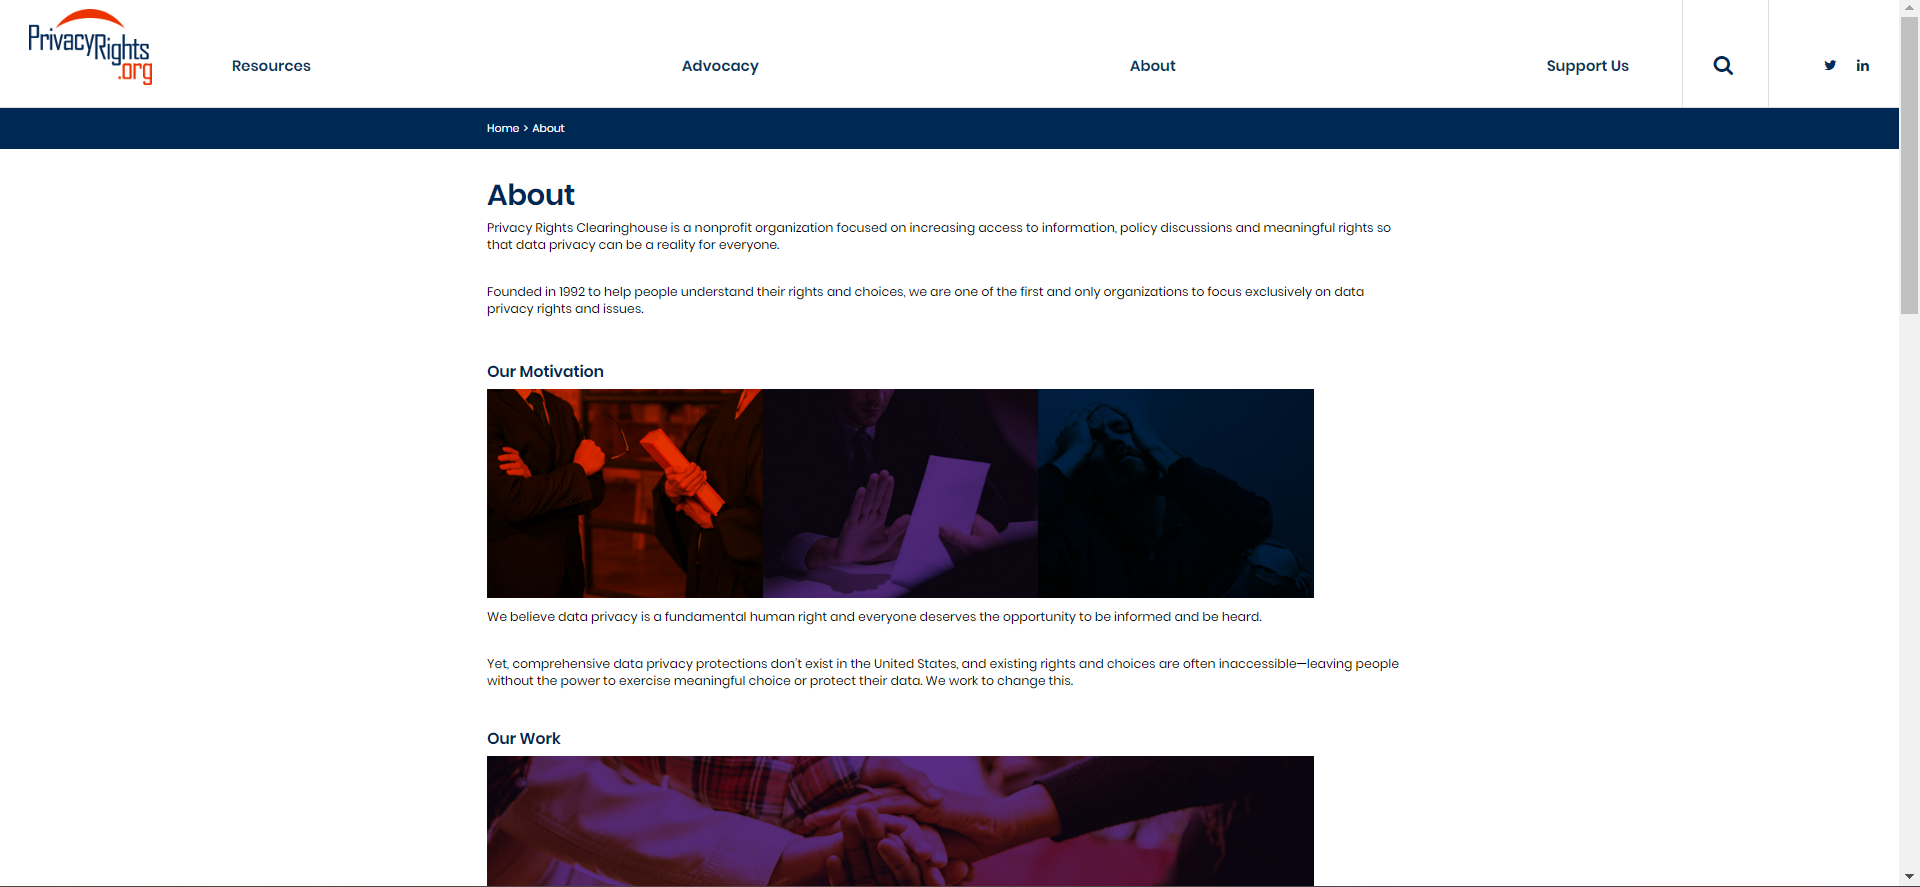 PrivacyRights
.org
Resources
Advocacy
About
Support Us
Home > About
About
Privacy Rights Clearinghouse is a nonprofit organization focused on increasing access to information, policy discussions and meaningful rights so
that data privacy can be a reality for everyone.
Founded in 1992 to help people understand their rights and choices, we are one of the first and only organizations to focus exclusively on data
privacy rights and issues.
Our Motivation
We believe data privacy is a fundamental human right and everyone deserves the opportunity to be informed and be heard.
Yet, comprehensive data privacy protections don't exist in the United States, and existing rights and choices are often inaccessible—leaving people
without the power to exercise meaningful choice or protect their data. We work to change this.
Our Work